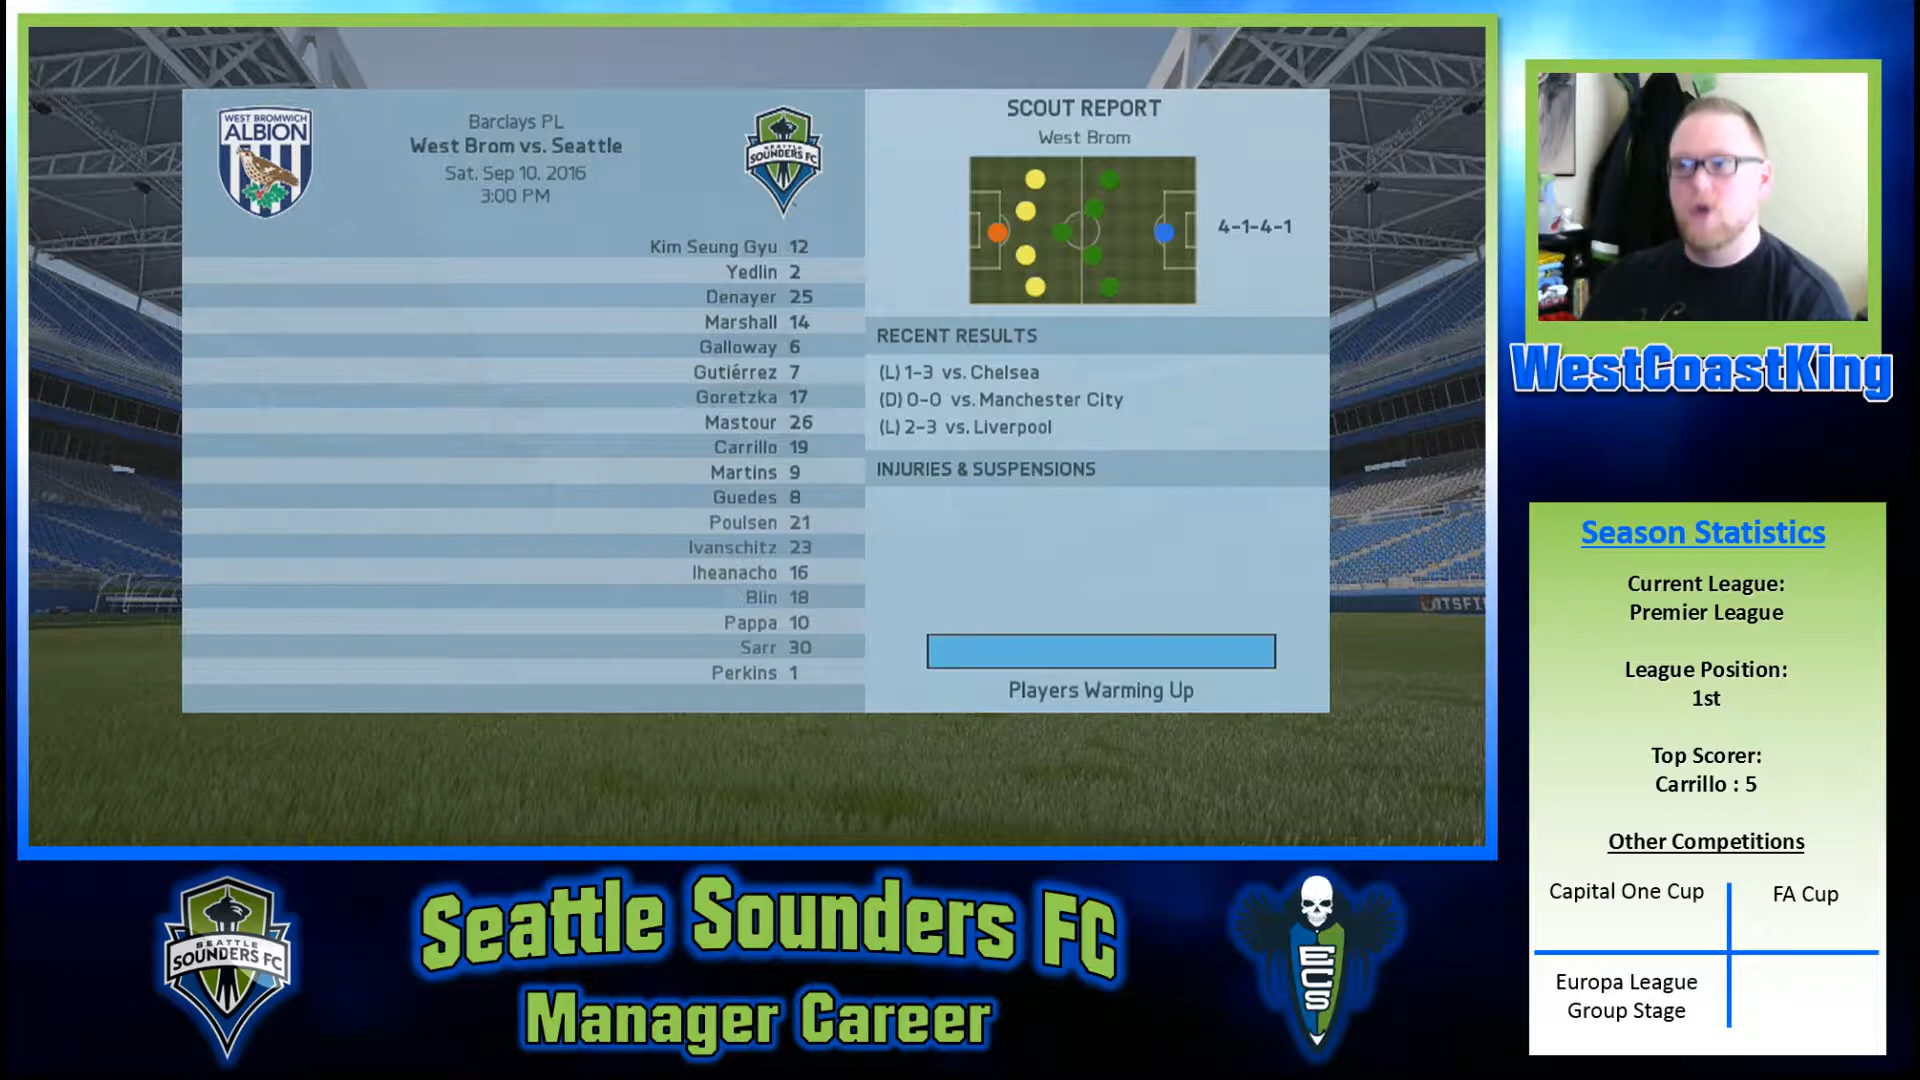 WEST BROMWICH
ALBION
Barclays PL
West Brom vs. Seattle
Sat. Sep 10. 2016
3:00 PM
SEATTLE
SOUNDERS FC
Kim Seung Gyu 12
Yedlin 2
Denayer 25
Marshall 14
Galloway 6
Gutiérrez 7
Goretzka 17
Mastour 26
Carrillo 19
Martins 9
Guedes 8
Poulsen 21
Ivanschitz 23
Iheanacho 16
Blin 18
Pappa 10
Sarr 30
Perkins 1
SCOUT REPORT
West Brom
4-1-4-1
RECENT RESULTS
(L) 1-3 vs. Chelsea
(D) 0-0 vs. Manchester City
(L) 2-3 vs. Liverpool
INJURIES & SUSPENSIONS
Players Warming Up
WestCoastKing
Season Statistics
Current League:
Premier League
League Position:
1st
Top Scorer:
Carrillo : 5
Other Competitions
Capital One Cup
FA Cup
Europa League
Group Stage
SEATTLE
SOUNDERS FC
Seattle Sounders FC
Manager Career
ECS